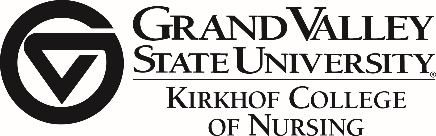 GRAND VALLEY
STATE UNIVERSITY®
KIRKHOF COLLEGE
OF NURSING